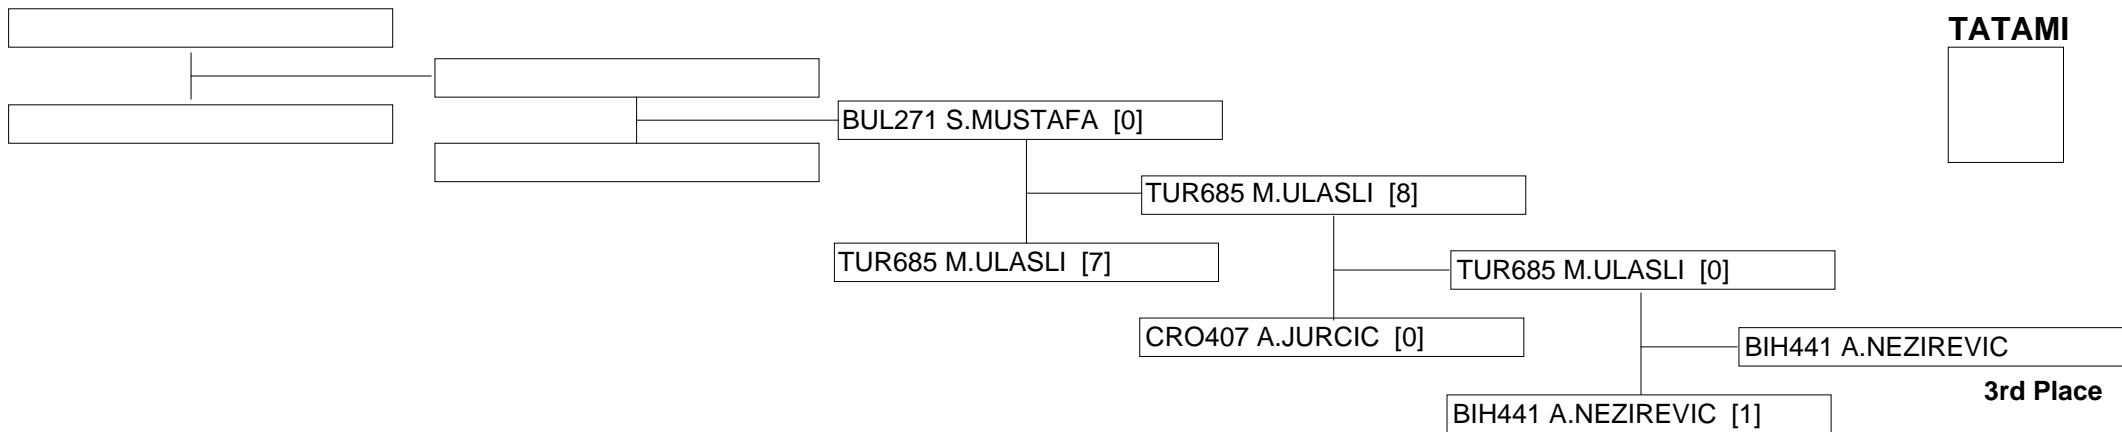 TATAMI
BUL271 S.MUSTAFA [0]
TUR685 M.ULASLI [8]
TUR685 M.ULASLI [7]
TUR685 M.ULASLI [0]
CRO407 A.JURCIC [0]
BIH441 A.NEZIREVIC
3rd Place
BIH441 A.NEZIREVIC [1]